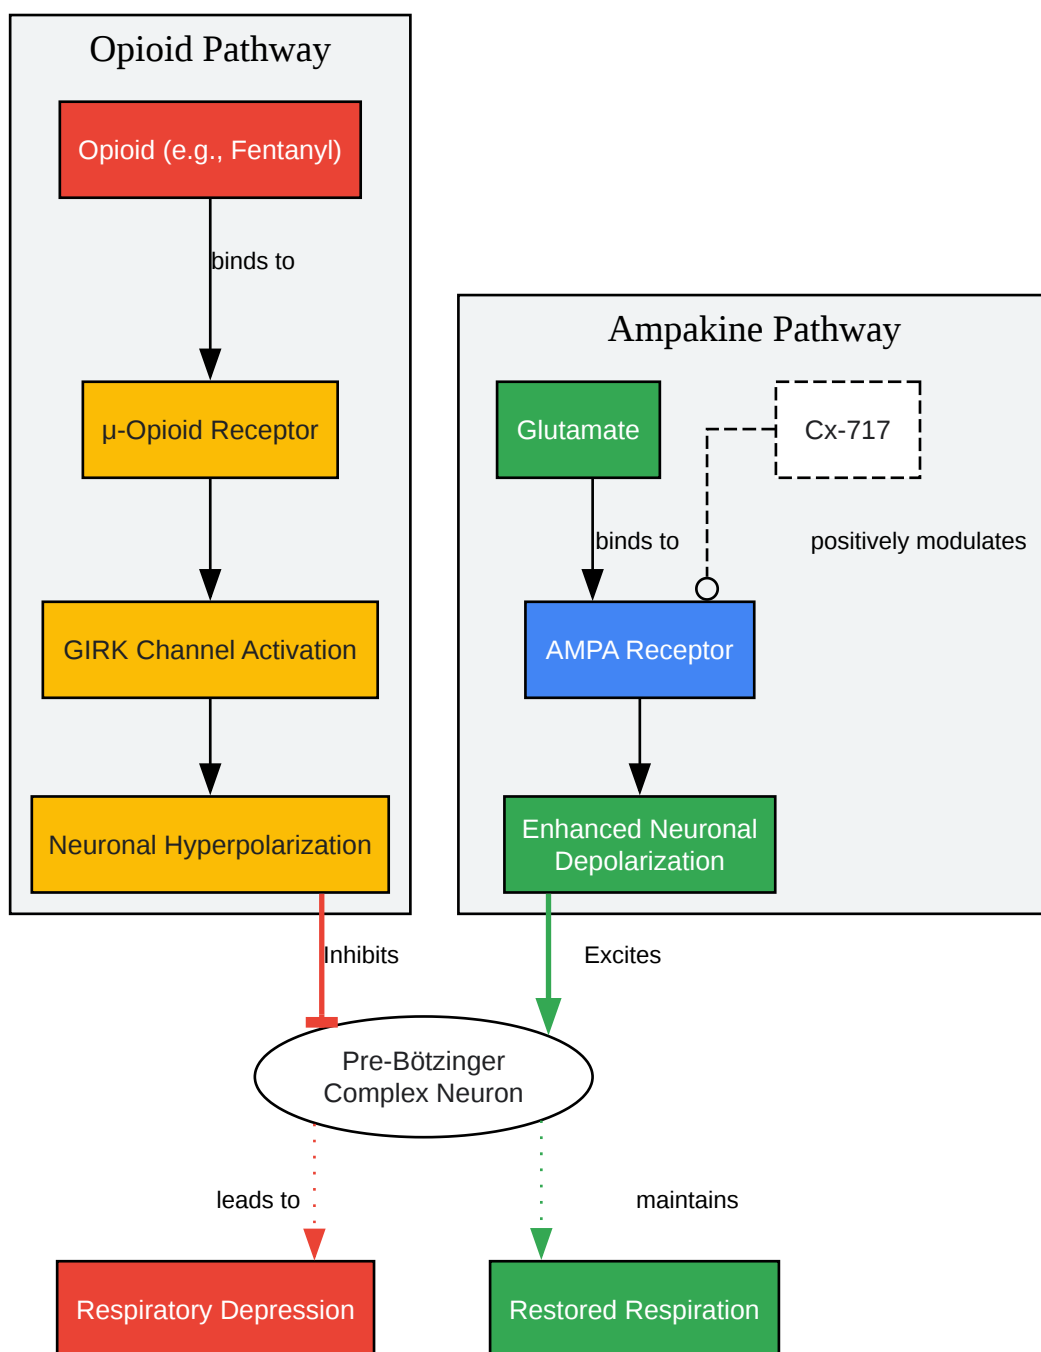 Opioid Pathway
Opioid (e.g., Fentanyl)
binds to
μ-Opioid Receptor
GIRK Channel Activation
Neuronal Hyperpolarization
Ampakine Pathway
Glutamate
Cx-717
binds to
positively modulates
AMPA Receptor
Enhanced Neuronal
Depolarization
Inhibits
Excites
Pre-Bötzinger
Complex Neuron
leads to
maintains
Respiratory Depression
Restored Respiration